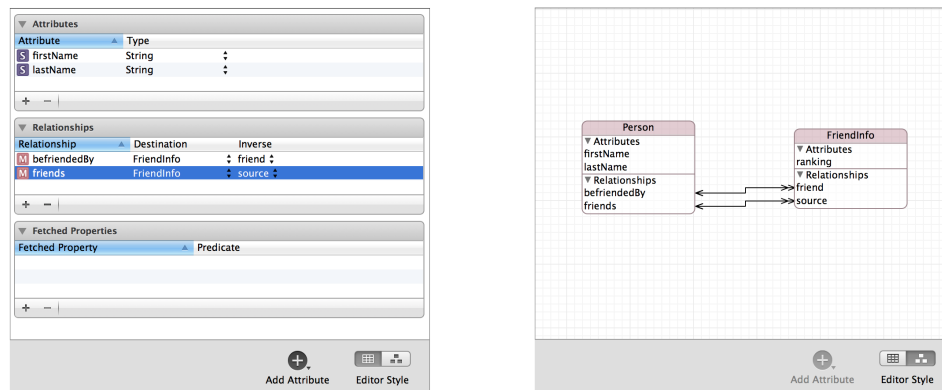 Attributes
Attribute Type
S firstName String
S lastName String
+ −
Relationships
Relationship Destination Inverse
M befriendedBy FriendInfo friend
M friends FriendInfo source
+ −
Fetched Properties
Fetched Property Predicate
+ −
Add Attribute Editor Style
Person
Attributes
firstName
lastName
Relationships
befriendedBy
friends
FriendInfo
Attributes
ranking
Relationships
friend
source
Add Attribute Editor Style